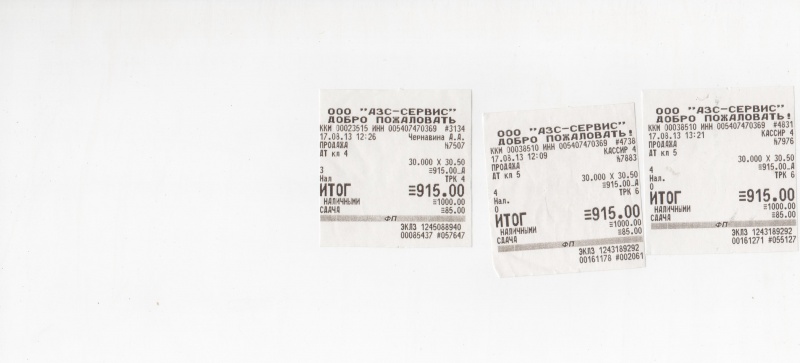 ООО "АЗС-СЕРВИС"
ДОБРО ПОЖАЛОВАТЬ
ККМ 00023515 ИНН 005407470369 #3134
17.08.13 12:26 Чернавина А.А.
ПРОДАЖА №7507
ДТ кл 4
30.000 X 30.50
3 ≡915.00_А
Нал. ТРК 4
ИТОГ ≡915.00
НАЛИЧНЫМИ ≡1000.00
СДАЧА ≡85.00
ФП
ЭКЛЗ 1245088940
00085437 #057647
ООО "АЗС-СЕРВИС"
ДОБРО ПОЖАЛОВАТЬ!
ККМ 00038510 ИНН 005407470369 #4738
17.08.13 12:09 КАССИР 4
ПРОДАЖА №7883
ДТ кл 5
30.000 X 30.50
≡915.00_А
4 ТРК 6
Нал.
0
ИТОГ ≡915.00
НАЛИЧНЫМИ ≡1000.00
СДАЧА ≡85.00
ФП
ЭКЛЗ 1243189292
00161178 #002061
ООО "АЗС-СЕРВИС"
ДОБРО ПОЖАЛОВАТЬ!
ККМ 00038510 ИНН 005407470369 #4831
17.08.13 13:21 КАССИР 4
ПРОДАЖА №7976
ДТ кл 5
30.000 X 30.50
4 ≡915.00_А
Нал. ТРК 6
0
ИТОГ ≡915.00
НАЛИЧНЫМИ ≡1000.00
СДАЧА ≡85.00
ФП
ЭКЛЗ 1243189292
00161271 #055127